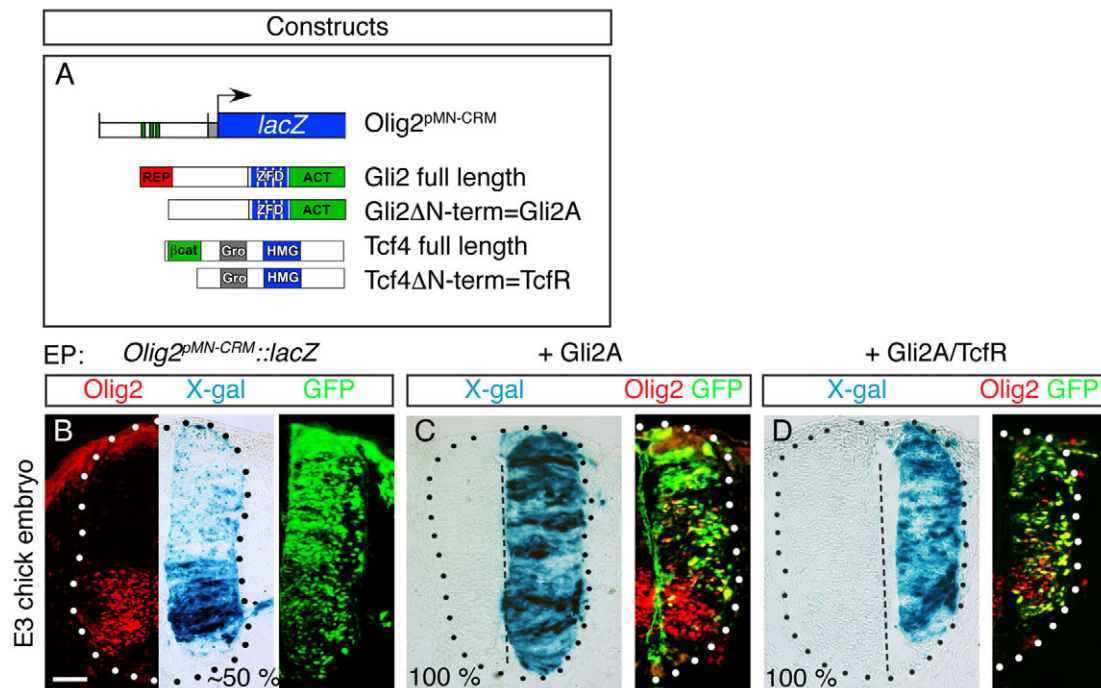 Constructs
A
lacZ
Olig2pMN-CRM
REP ZFD ACT
Gli2 full length
ZFD ACT
Gli2ΔN-term=Gli2A
βcat Gro HMG
Tcf4 full length
Gro HMG
Tcf4ΔN-term=TcfR
EP: Olig2pMN-CRM::lacZ + Gli2A + Gli2A/TcfR
Olig2 X-gal GFP X-gal Olig2 GFP X-gal Olig2 GFP
E3 chick embryo
B C D
~50 % 100 % 100 %